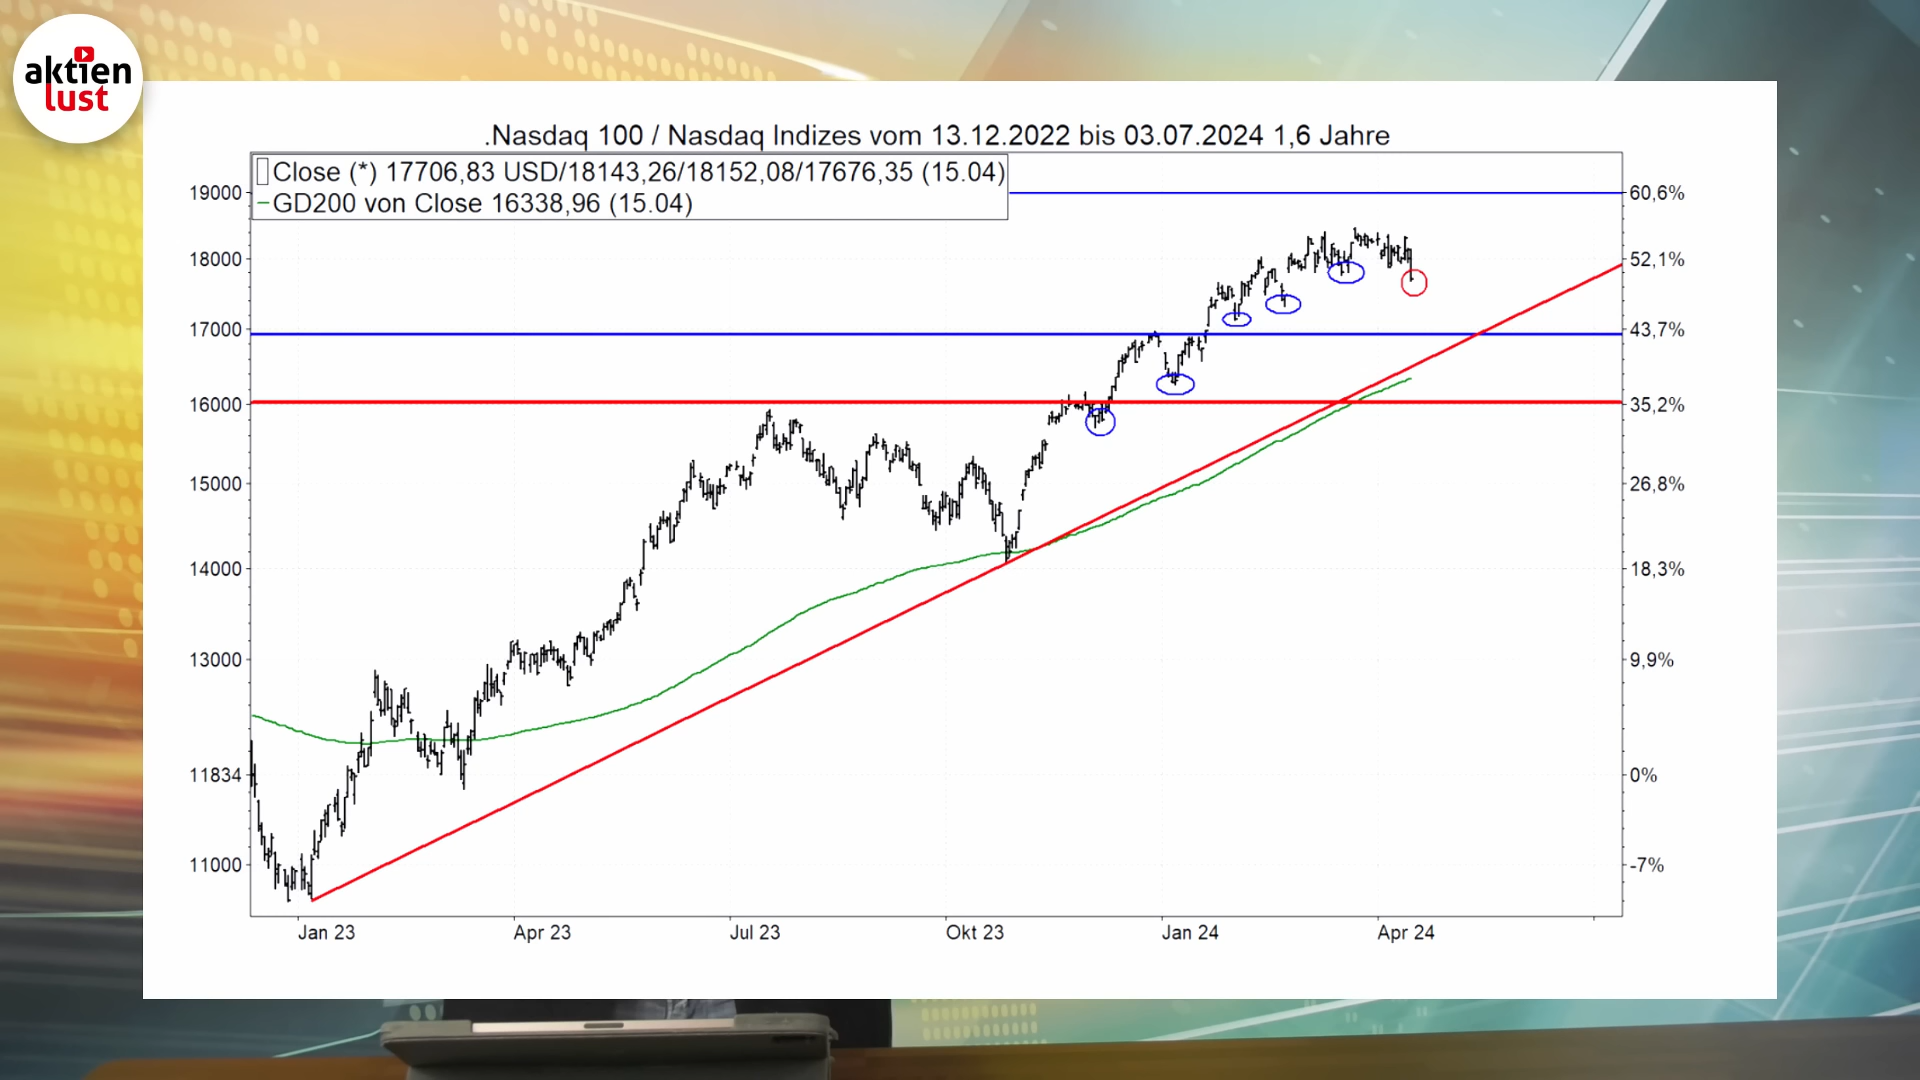 aktien
lust
.Nasdaq 100 / Nasdaq Indizes vom 13.12.2022 bis 03.07.2024 1,6 Jahre
Close (*) 17706,83 USD/18143,26/18152,08/17676,35 (15.04)
GD200 von Close 16338,96 (15.04)
19000
18000
17000
16000
15000
14000
13000
11834
11000
60,6%
52,1%
43,7%
35,2%
26,8%
18,3%
9,9%
0%
-7%
Jan 23
Apr 23
Jul 23
Okt 23
Jan 24
Apr 24